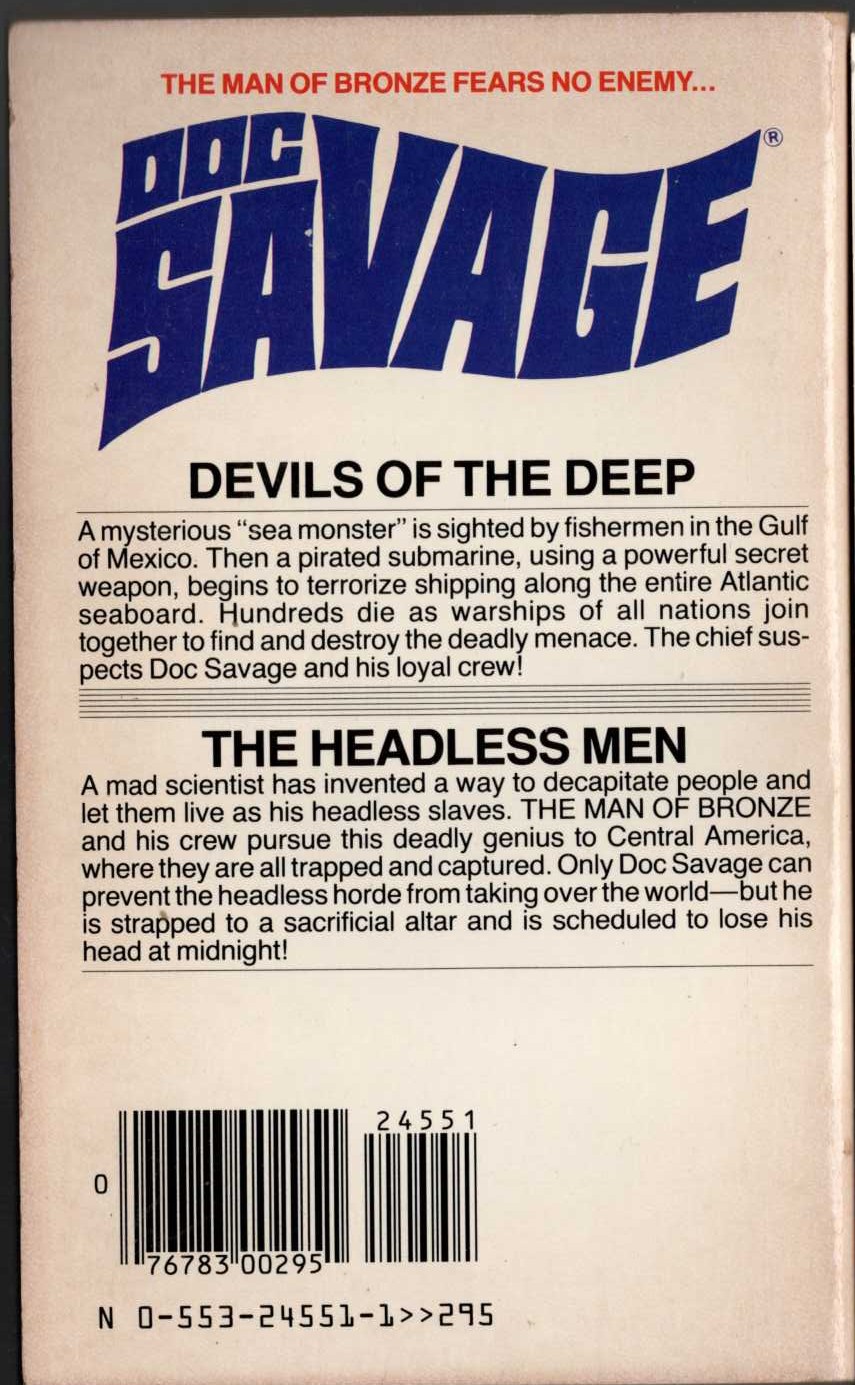 THE MAN OF BRONZE FEARS NO ENEMY...
DOC
SAVAGE®
DEVILS OF THE DEEP
A mysterious “sea monster” is sighted by fishermen in the Gulf
of Mexico. Then a pirated submarine, using a powerful secret
weapon, begins to terrorize shipping along the entire Atlantic
seaboard. Hundreds die as warships of all nations join
together to find and destroy the deadly menace. The chief sus-
pects Doc Savage and his loyal crew!
THE HEADLESS MEN
A mad scientist has invented a way to decapitate people and
let them live as his headless slaves. THE MAN OF BRONZE
and his crew pursue this deadly genius to Central America,
where they are all trapped and captured. Only Doc Savage can
prevent the headless horde from taking over the world—but he
is strapped to a sacrificial altar and is scheduled to lose his
head at midnight!
24551
0
76783 00295
N 0-553-24551-1>>295